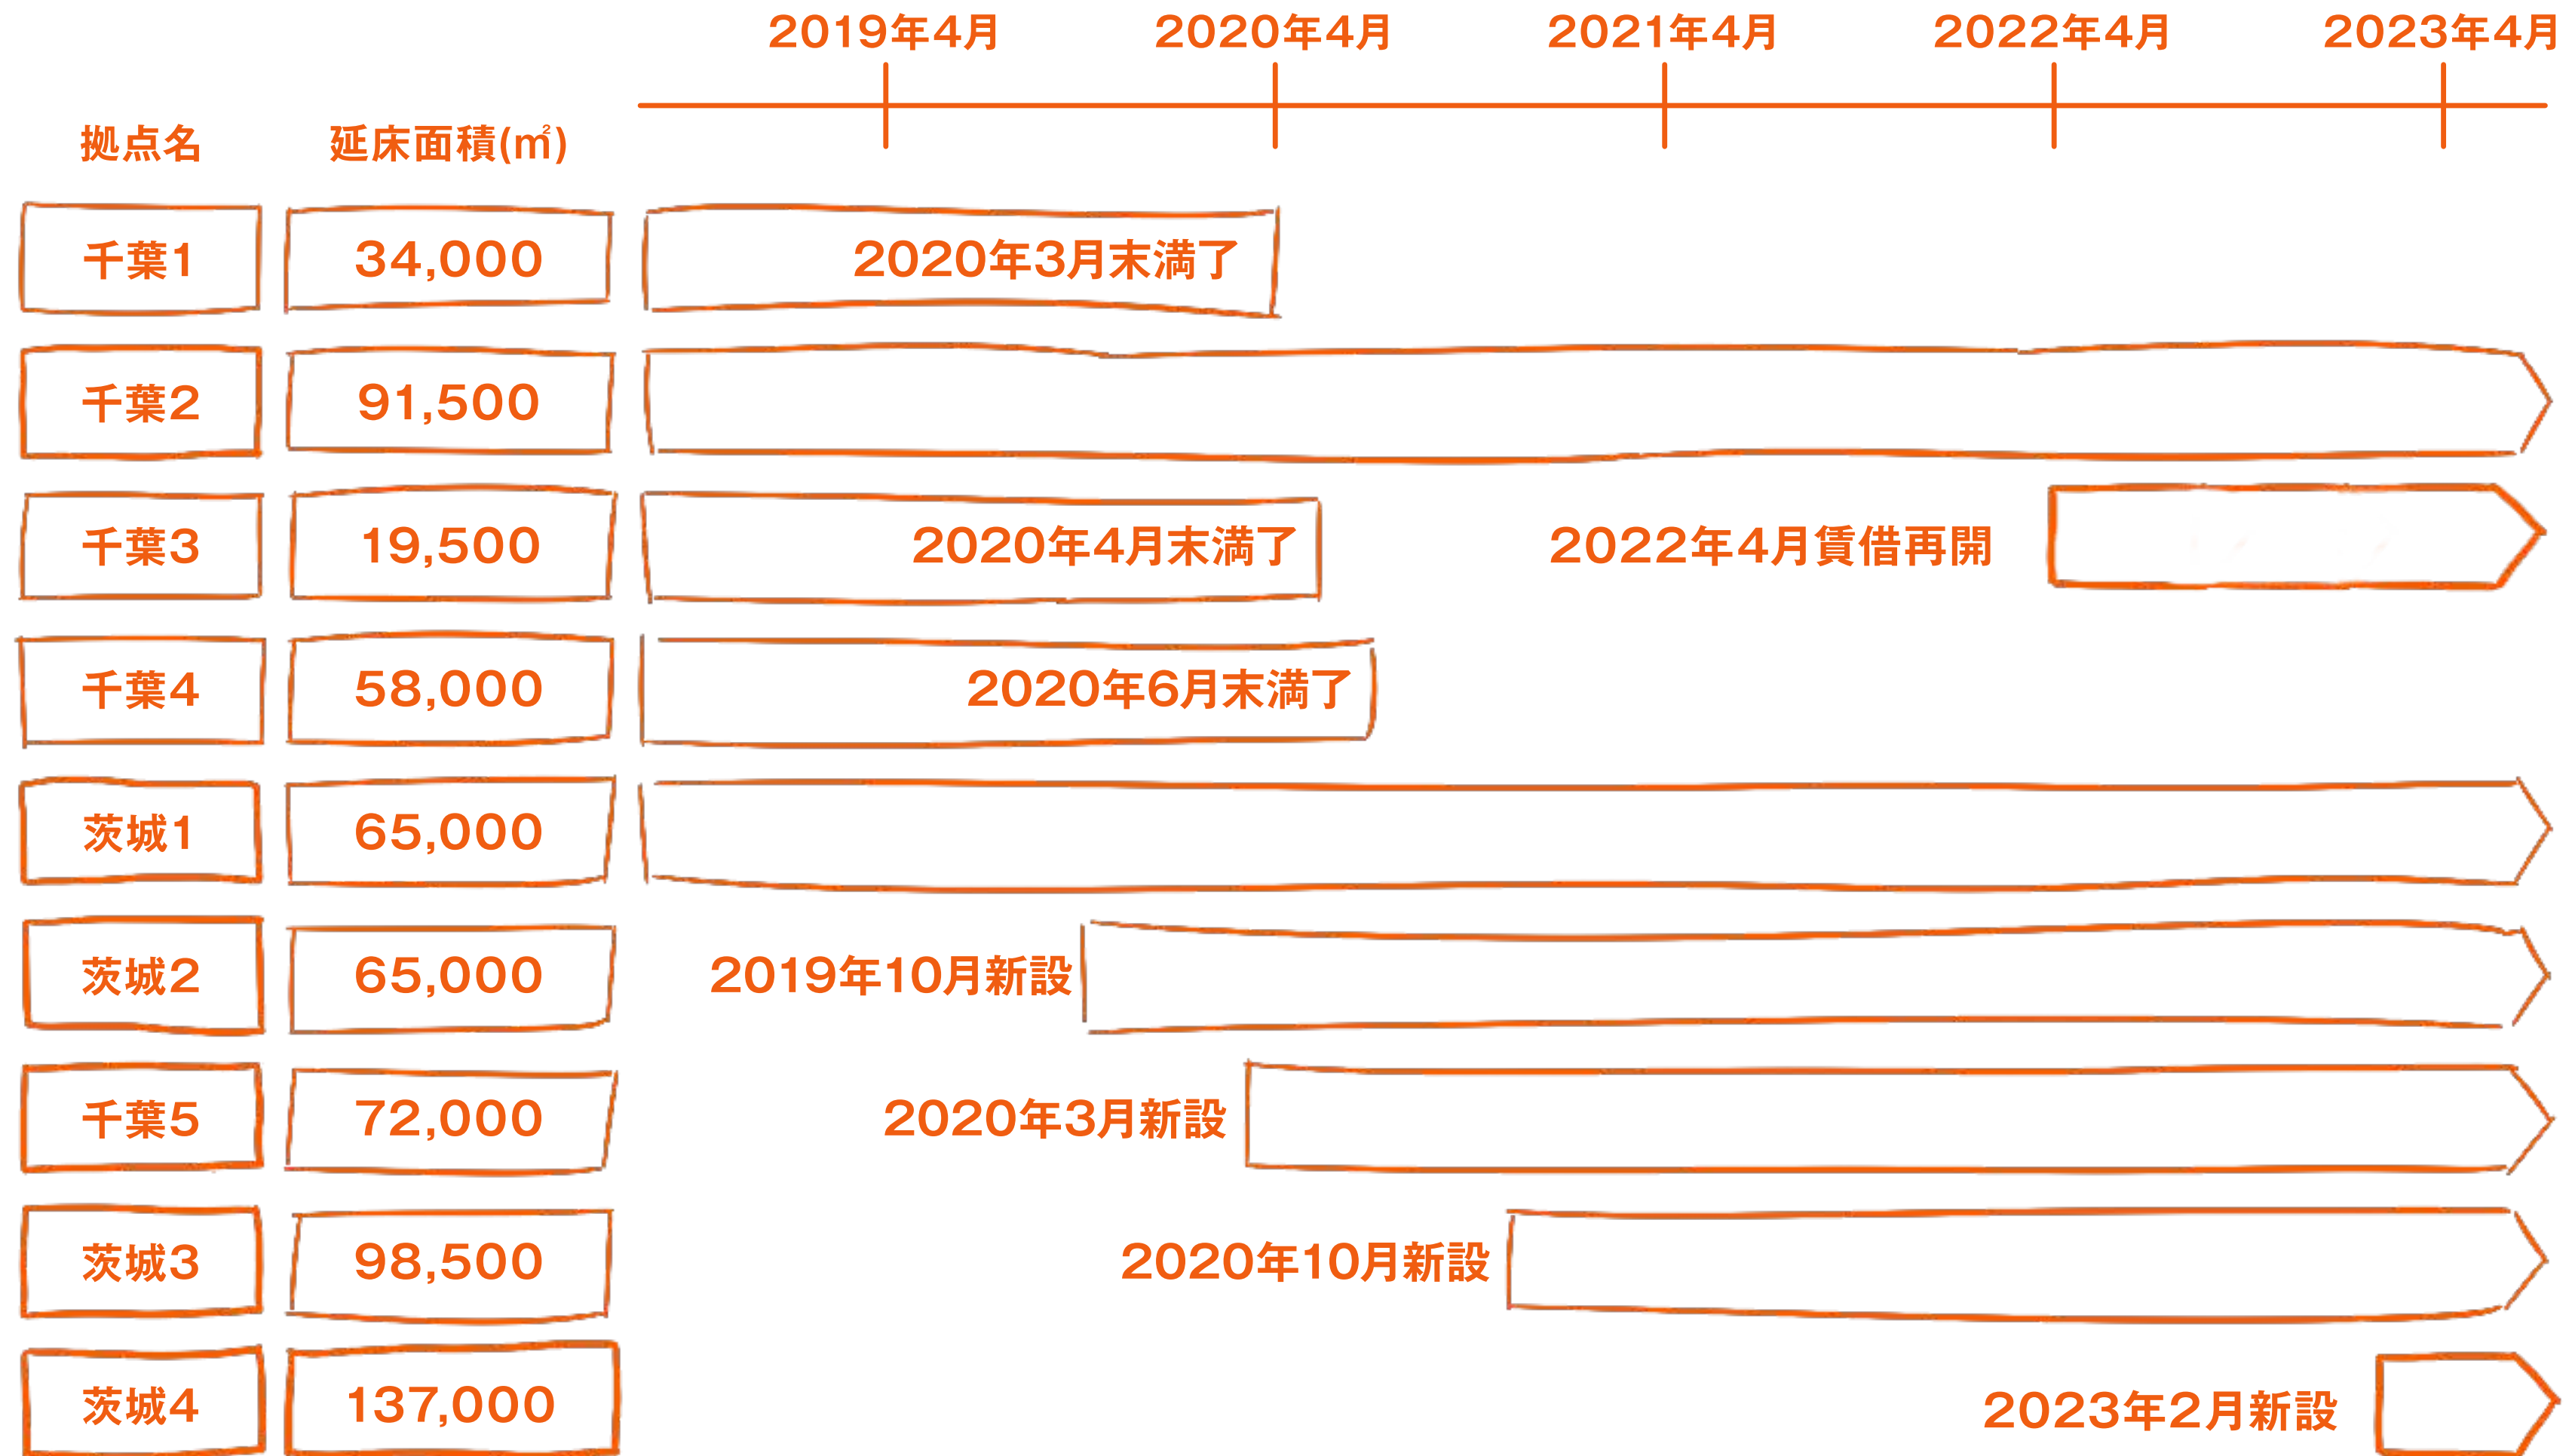 2019年4月 2020年4月 2021年4月 2022年4月 2023年4月
拠点名 延床面積(㎡)
千葉1 34,000 2020年3月末満了
千葉2 91,500
千葉3 19,500 2020年4月末満了 2022年4月賃借再開
千葉4 58,000 2020年6月末満了
茨城1 65,000
茨城2 65,000 2019年10月新設
千葉5 72,000 2020年3月新設
茨城3 98,500 2020年10月新設
茨城4 137,000 2023年2月新設